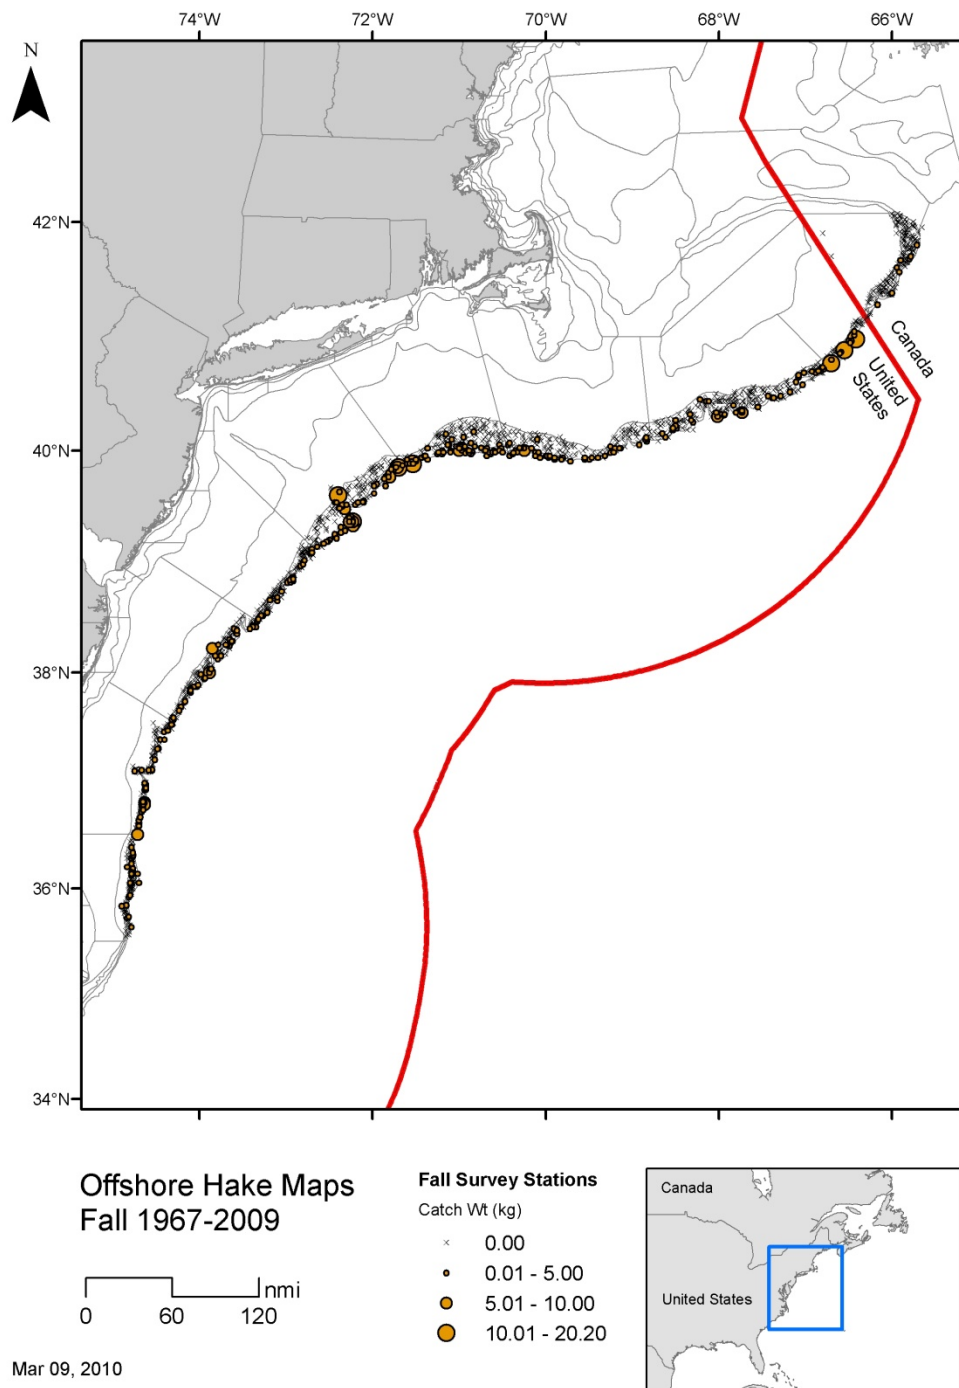 74°W 72°W 70°W 68°W 66°W
N
42°N
Canada
United
States
40°N
38°N
36°N
34°N
Offshore Hake Maps
Fall 1967-2009
nmi
0 60 120
Mar 09, 2010
Fall Survey Stations
Catch Wt (kg)
0.00
0.01 - 5.00
5.01 - 10.00
10.01 - 20.20
Canada
United States